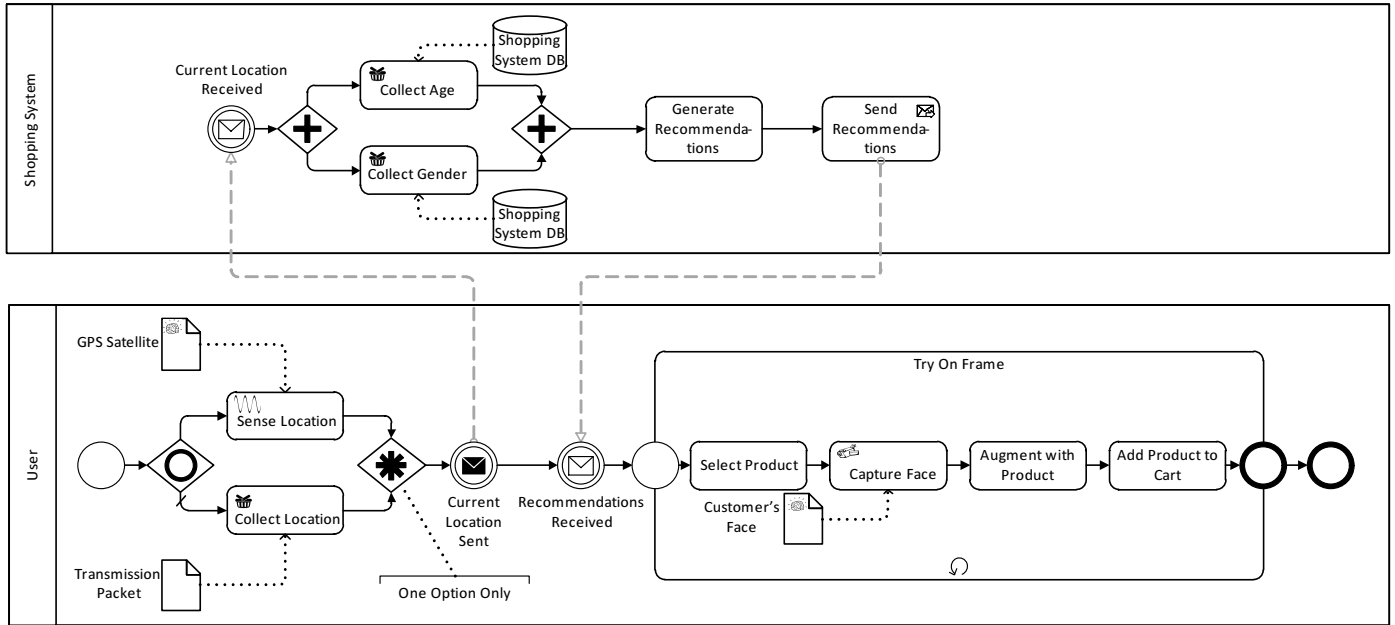 Shopping System
Shopping
System DB
Current Location
Received
Collect Age
Generate
Recommenda-
tions
Send
Recommenda-
tions
Collect Gender
Shopping
System DB
User
GPS Satellite
Try On Frame
Sense Location
Select Product
Capture Face
Augment with
Product
Add Product to
Cart
Collect Location
Current
Location
Sent
Recommendations
Received
Customer's
Face
Transmission
Packet
One Option Only